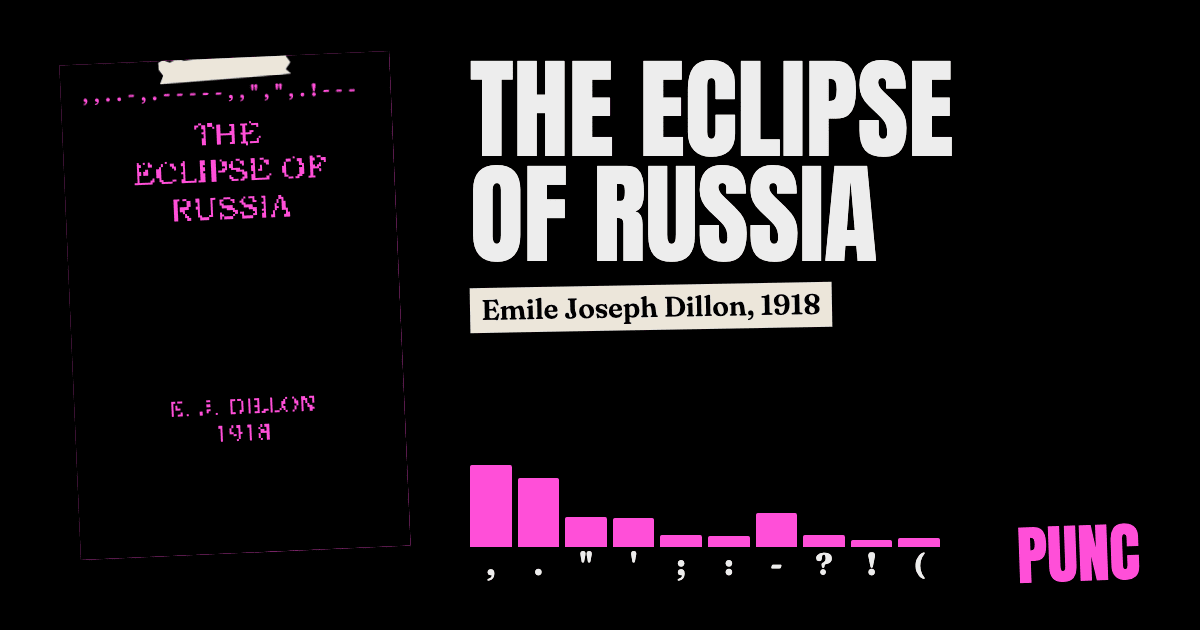 ,,..-,.-----,,",",.!---
THE
ECLIPSE OF
RUSSIA
E. J. DILLON
1918
THE ECLIPSE
OF RUSSIA
Emile Joseph Dillon, 1918
, . " ' ; : - ? ! (
PUNC